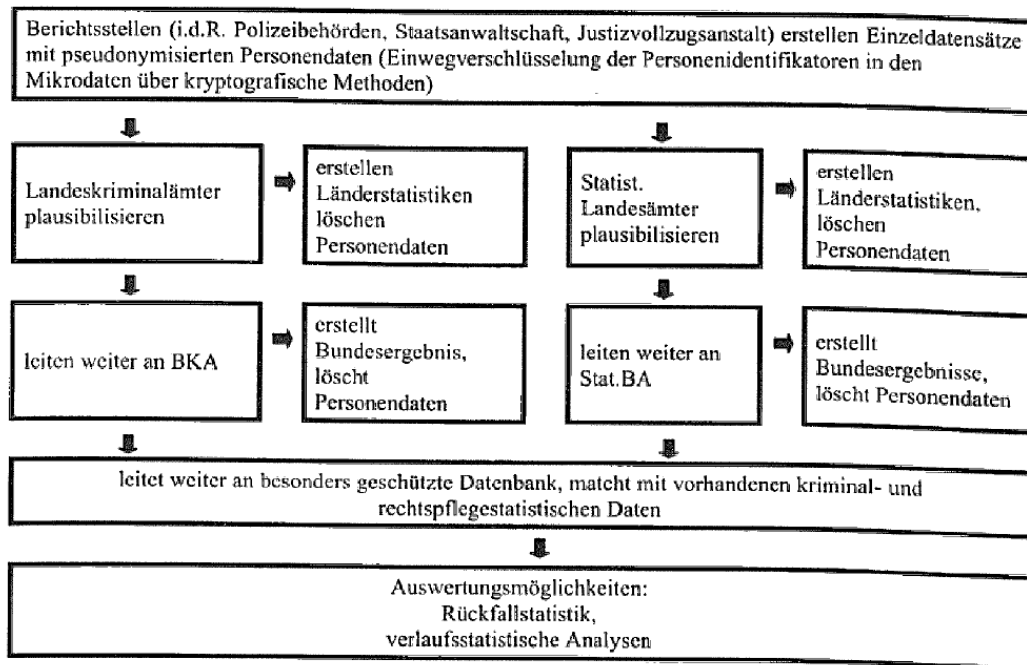 Berichtsstellen (i.d.R. Polizeibehörden, Staatsanwaltschaft, Justizvollzugsanstalt) erstellen Einzeldatensätze
mit pseudonymisierten Personendaten (Einwegverschlüsselung der Personenidentifikatoren in den
Mikrodaten über kryptografische Methoden)
Landeskriminalämter
plausibilisieren
erstellen
Länderstatistiken
löschen
Personendaten
Statist.
Landesämter
plausibilisieren
erstellen
Länderstatistiken,
löschen
Personendaten
leiten weiter an BKA
erstellt
Bundesergebnis,
löscht
Personendaten
leiten weiter an
Stat.BA
erstellt
Bundesergebnisse,
löscht Personendaten
leitet weiter an besonders geschützte Datenbank, matcht mit vorhandenen kriminal- und
rechtspflegestatistischen Daten
Auswertungsmöglichkeiten:
Rückfallstatistik,
verlaufsstatistische Analysen